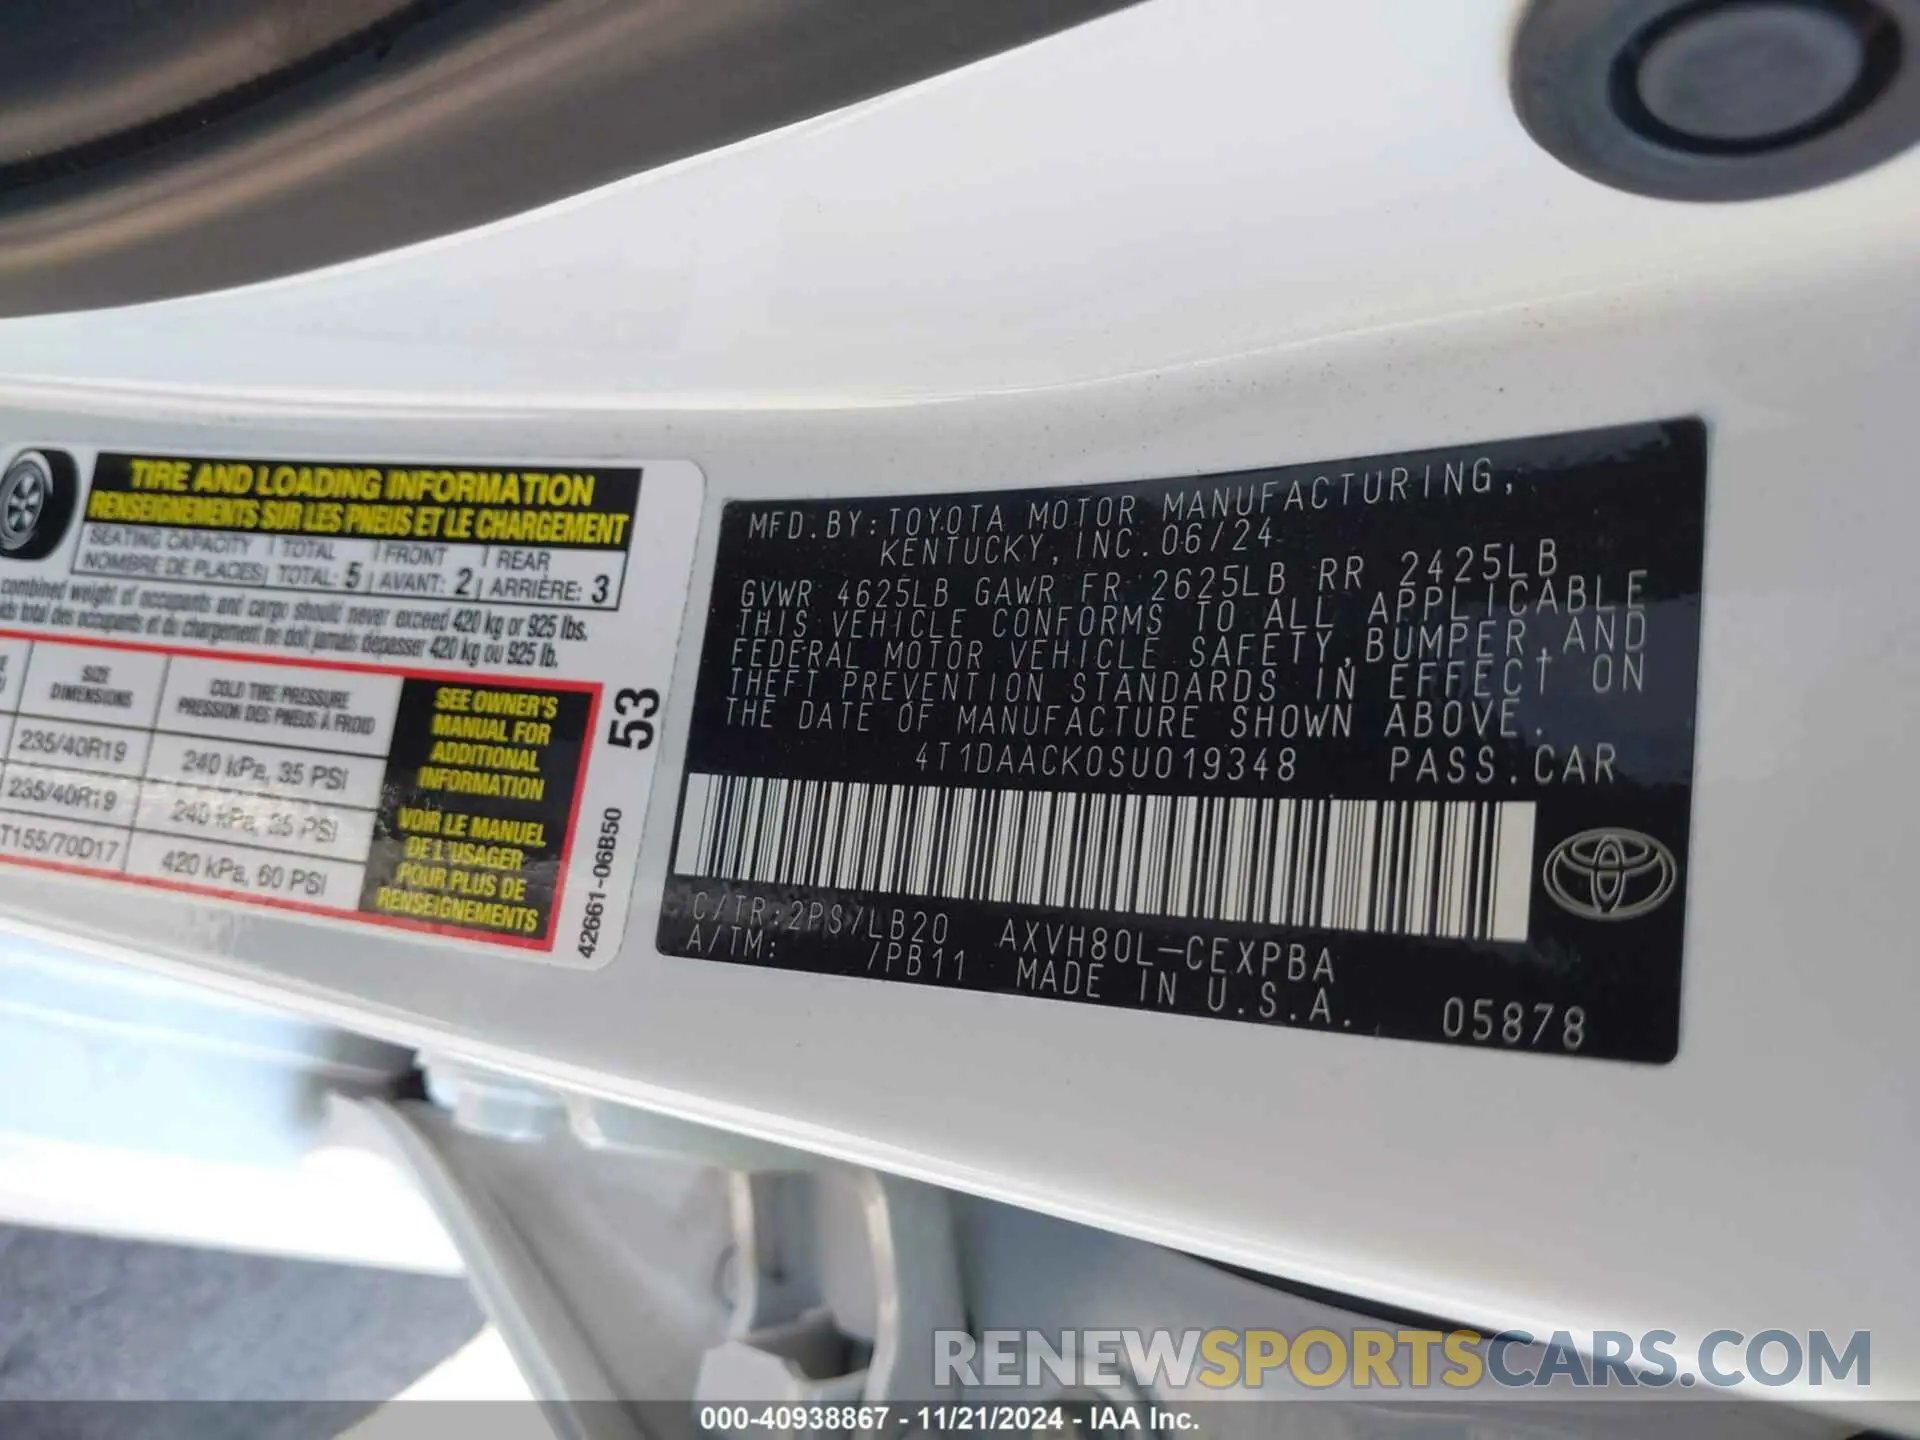 TIRE AND LOADING INFORMATION
RENSEIGNEMENTS SUR LES PNEUS ET LE CHARGEMENT
SEATING CAPACITY TOTAL FRONT REAR
NOMBRE DE PLACES TOTAL: 5 AVANT: 2 ARRIÈRE: 3
combined weight of occupants and cargo should never exceed 420 kg or 925 lbs.
total des occupants et du chargement ne doit jamais dépasser 420 kg ou 925 lb.
SIZE
DIMENSIONS
COLD TIRE PRESSURE
PRESSION DES PNEUS À FROID
235/40R19 240 kPa, 35 PSI
235/40R19 240 kPa, 35 PSI
T155/70D17 420 kPa, 60 PSI
SEE OWNER'S
MANUAL FOR
ADDITIONAL
INFORMATION
VOIR LE MANUEL
DE L'USAGER
POUR PLUS DE
RENSEIGNEMENTS
53
42661-06B50
MFD. BY: TOYOTA MOTOR MANUFACTURING,
KENTUCKY, INC. 06/24
GVWR 4625LB GAWR FR 2625LB RR 2425LB
THIS VEHICLE CONFORMS TO ALL APPLICABLE
FEDERAL MOTOR VEHICLE SAFETY, BUMPER, AND
THEFT PREVENTION STANDARDS IN EFFECT ON
THE DATE OF MANUFACTURE SHOWN ABOVE.
4T1DAACK0SU019348 PASS. CAR
C/TR: 2PS/LB20 AXVH80L-CEXPBA
A/TM: /PB11 MADE IN U.S.A.
05878
RENEWSPORTSCARS.COM
000-40938867 - 11/21/2024 - IAA Inc.